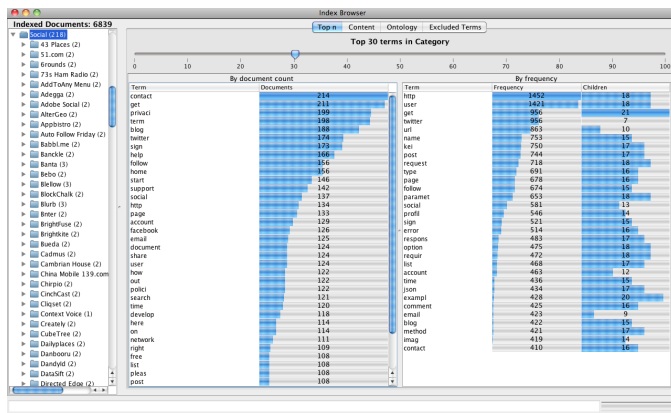 Index Browser
Indexed Documents: 6839
Social (218)
43 Places (2)
51.com (2)
6rounds (2)
73s Ham Radio (2)
AddToAny Menu (2)
Adegga (2)
Adobe Social (2)
AlterGeo (2)
Appbistro (2)
Auto Follow Friday (2)
Babbl.me (2)
Banckle (2)
Banta (3)
Bebo (2)
Blellow (3)
BlockChalk (2)
Blurb (3)
Bnter (2)
BrightFuse (2)
Brightkite (2)
Bueda (2)
Cadmus (2)
Cambrian House (2)
China Mobile 139.com
Chirpio (2)
CinchCast (2)
Cliqset (2)
Context Voice (1)
Creately (2)
CubeTree (2)
Dailyplaces (2)
Danbooru (2)
DandyId (2)
DataSift (2)
Directed Edge (2)
Top n Content Ontology Excluded Terms
Top 30 terms in Category
0 10 20 30 40 50 60 70 80 90 100
By document count
Term Documents
contact 214
get 211
privaci 199
term 198
blog 188
twitter 174
sign 173
help 166
follow 156
home 156
start 146
support 142
social 137
http 134
page 133
account 129
facebook 126
email 125
document 124
share 124
user 124
how 122
out 122
polici 122
search 121
time 120
develop 118
here 114
on 114
network 111
right 109
free 108
list 108
pleas 108
post 108
By frequency
Term Frequency Children
http 1452 18
user 1421 18
get 956 21
twitter 956 7
url 863 10
name 753 15
kei 750 17
post 744 17
request 718 18
type 691 16
page 678 16
follow 674 15
paramet 653 18
social 581 13
profil 546 14
sign 521 15
error 514 16
respons 483 17
option 475 18
requir 472 18
list 468 17
account 463 12
time 436 15
json 434 17
exampl 428 20
comment 425 16
email 423 9
blog 422 15
method 421 17
imag 419 14
contact 410 16